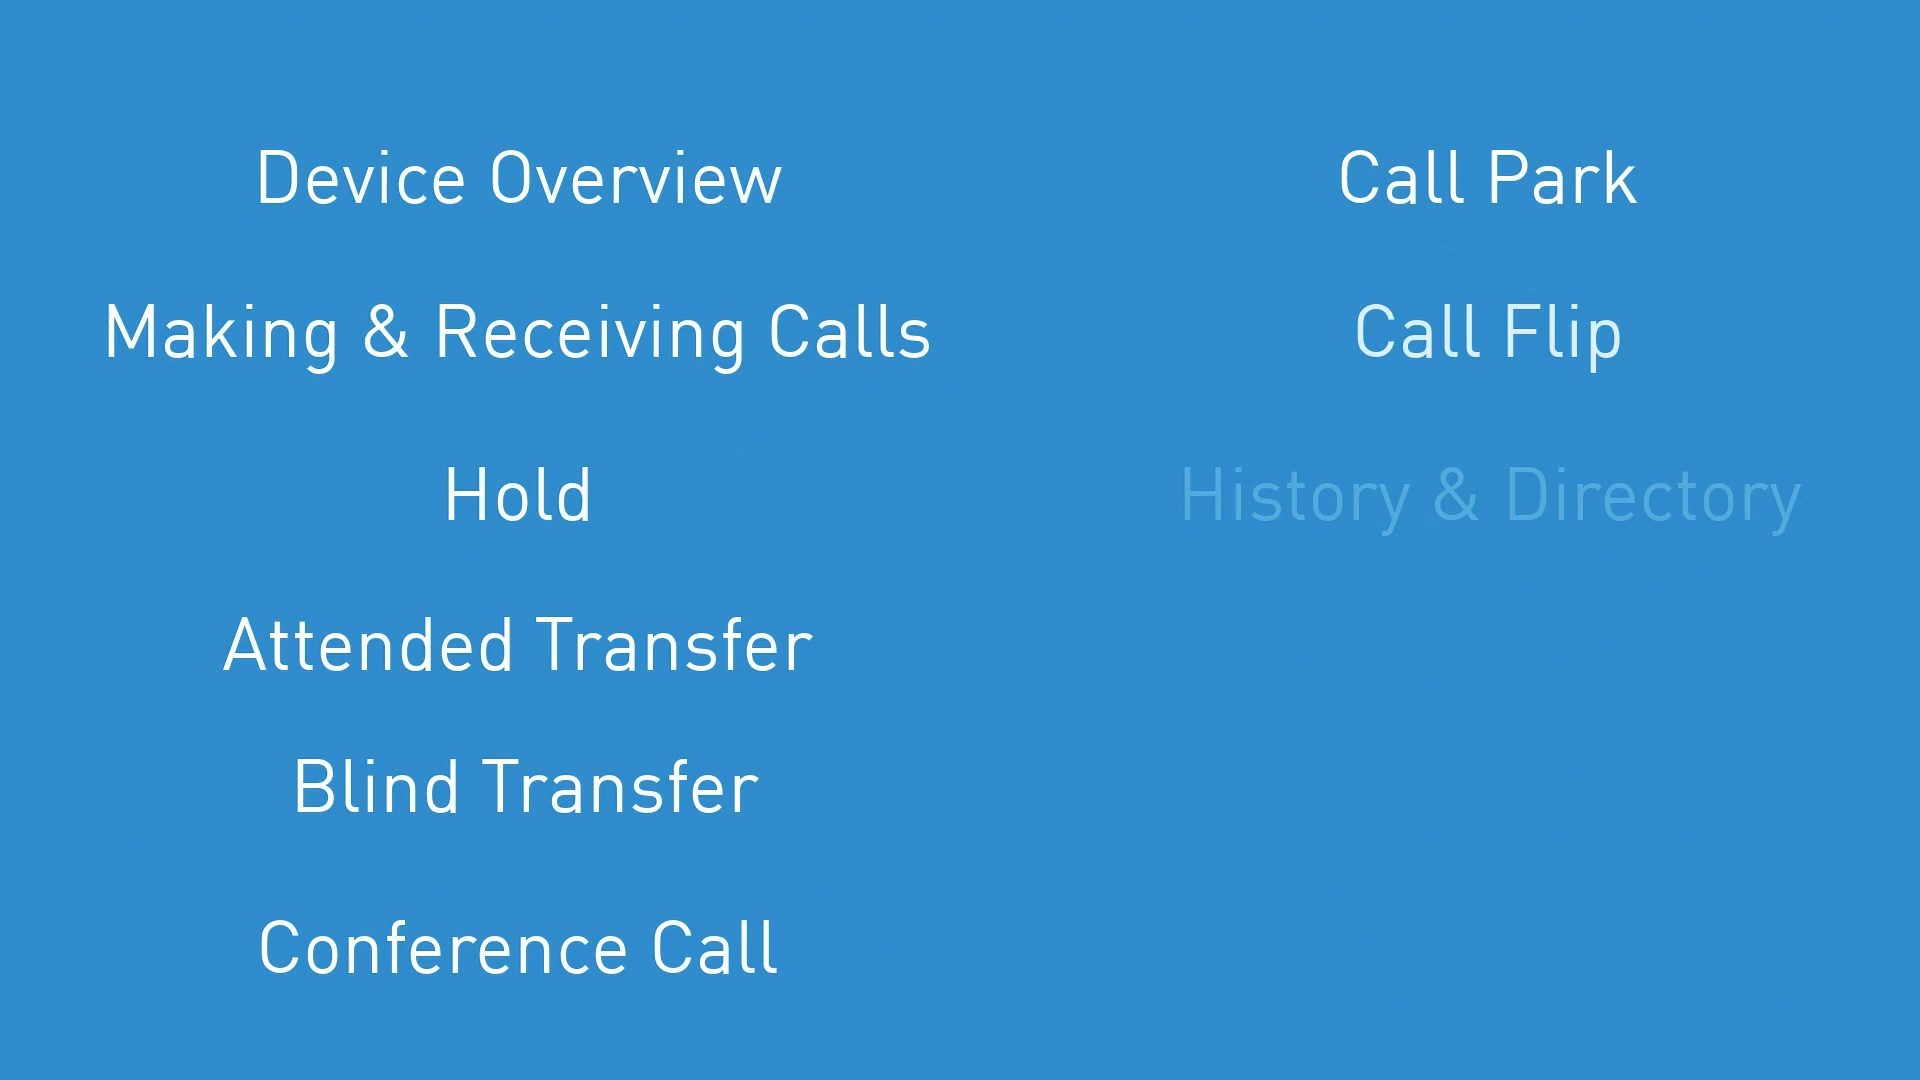 Device Overview
Making & Receiving Calls
Hold
Attended Transfer
Blind Transfer
Conference Call
Call Park
Call Flip
History & Directory